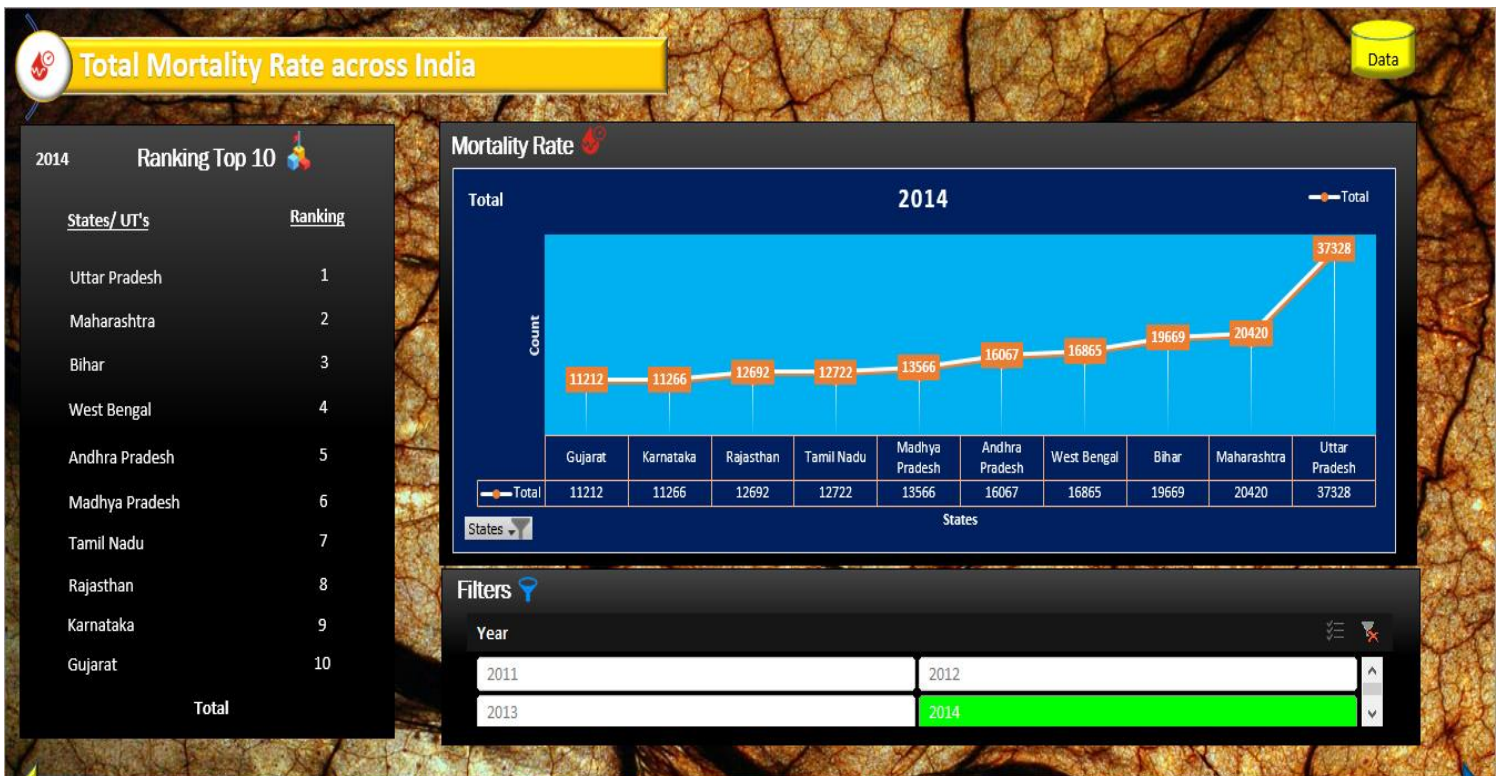 Total Mortality Rate across India
Data
2014 Ranking Top 10
States/ UT's Ranking
Uttar Pradesh 1
Maharashtra 2
Bihar 3
West Bengal 4
Andhra Pradesh 5
Madhya Pradesh 6
Tamil Nadu 7
Rajasthan 8
Karnataka 9
Gujarat 10
Total
Mortality Rate
Total 2014 Total
Count
11212 11266 12692 12722 13566 16067 16865 19669 20420 37328
Gujarat Karnataka Rajasthan Tamil Nadu Madhya Pradesh Andhra Pradesh West Bengal Bihar Maharashtra Uttar Pradesh
Total 11212 11266 12692 12722 13566 16067 16865 19669 20420 37328
States
States
Filters
Year
2011 2012
2013 2014